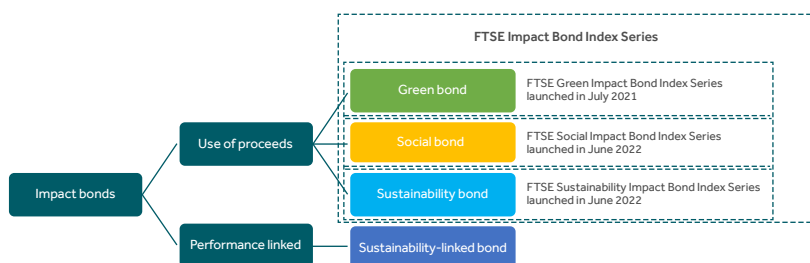 FTSE Impact Bond Index Series
Green bond
FTSE Green Impact Bond Index Series
launched in July 2021
Use of proceeds
Social bond
FTSE Social Impact Bond Index Series
launched in June 2022
Impact bonds
Sustainability bond
FTSE Sustainability Impact Bond Index Series
launched in June 2022
Performance linked
Sustainability-linked bond